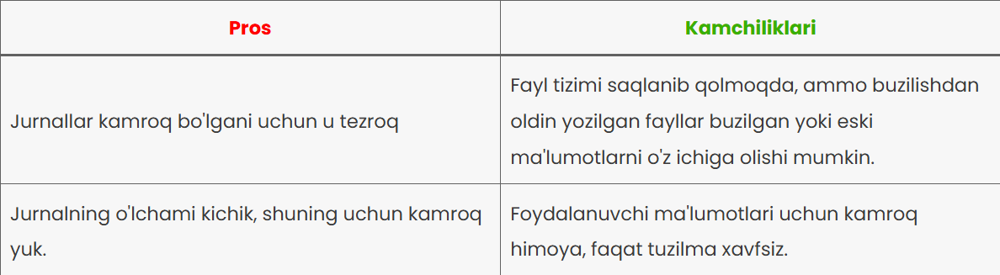 Pros
Kamchiliklari
Jurnallar kamroq bo'lgani uchun u tezroq
Fayl tizimi saqlanib qolmoqda, ammo buzilishdan
oldin yozilgan fayllar buzilgan yoki eski
ma'lumotlarni o'z ichiga olishi mumkin.
Jurnalning o'lchami kichik, shuning uchun kamroq
yuk.
Foydalanuvchi ma'lumotlari uchun kamroq
himoya, faqat tuzilma xavfsiz.